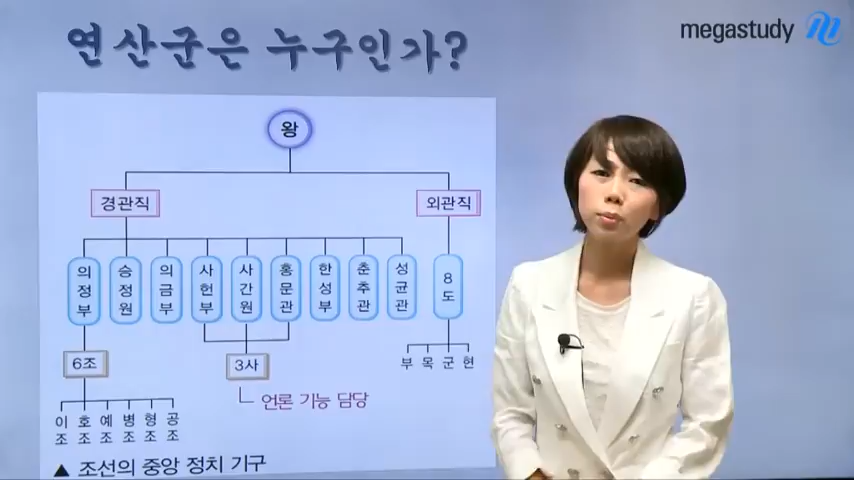 연산군은 누구인가?
megastudy
왕
경관직
외관직
의정부
승정원
의금부
사헌부
사간원
홍문관
한성부
춘추관
성균관
8도
6조
3사
부 목 군 현
언론 기능 담당
이조
호조
예조
병조
형조
공조
▲ 조선의 중앙 정치 기구